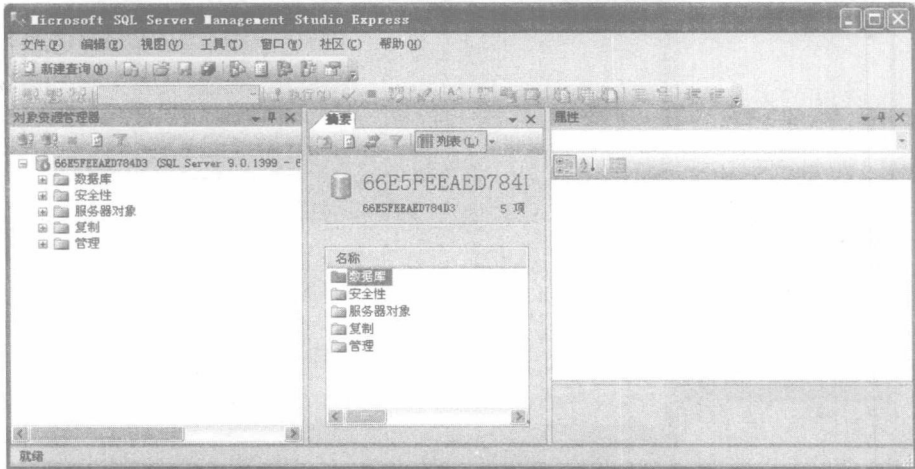 Microsoft SQL Server Management Studio Express
文件(F) 编辑(E) 视图(V) 工具(T) 窗口(W) 社区(C) 帮助(H)
新建查询(N)
执行(X)
对象资源管理器
66E5FEEAED784D3 (SQL Server 9.0.1399 - 6
数据库
安全性
服务器对象
复制
管理
摘要
列表(L)
66E5FEEAED784I
66E5FEEAED784D3 5 项
名称
数据库
安全性
服务器对象
复制
管理
属性
就绪